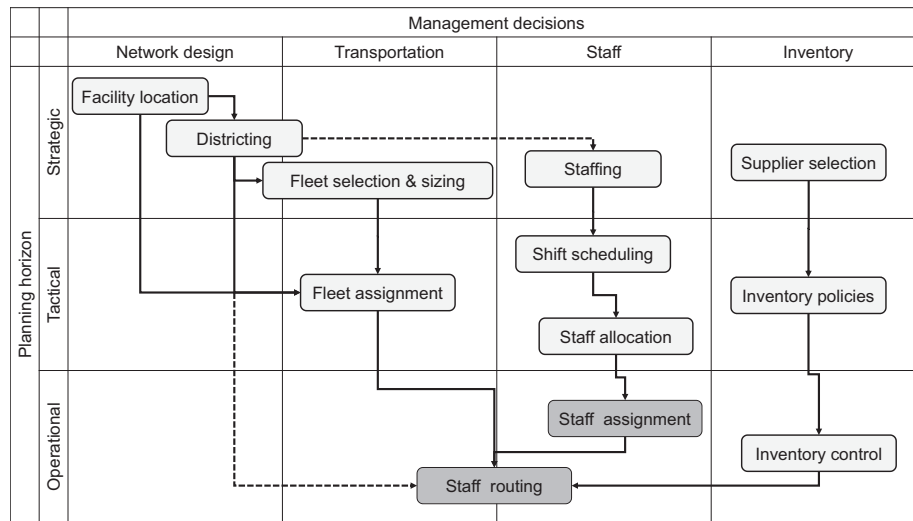 Management decisions
Network design
Transportation
Staff
Inventory
Planning horizon
Strategic
Facility location
Districting
Fleet selection & sizing
Staffing
Supplier selection
Tactical
Shift scheduling
Fleet assignment
Inventory policies
Staff allocation
Operational
Staff assignment
Inventory control
Staff routing